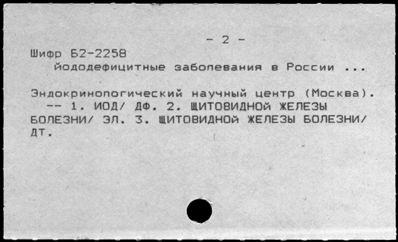 - 2 -
Шифр Б2-2258
йододефицитные заболевания в России ...
Эндокринологический научный центр (Москва).
-- 1. ИОД/ ДФ. 2. ЩИТОВИДНОЙ ЖЕЛЕЗЫ
БОЛЕЗНИ/ ЭЛ. 3. ЩИТОВИДНОЙ ЖЕЛЕЗЫ БОЛЕЗНИ/
ДТ.